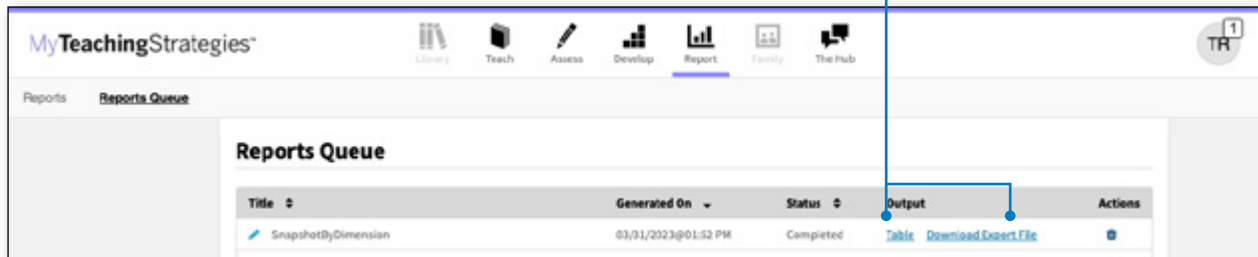 MyTeachingStrategies™
Library Teach Assess Develop Report Family The Hub
TR 1
Reports Reports Queue
Reports Queue
Title Generated On Status Output Actions
SnapshotByDimension 03/31/2023@01:52 PM Completed Table Download Export File